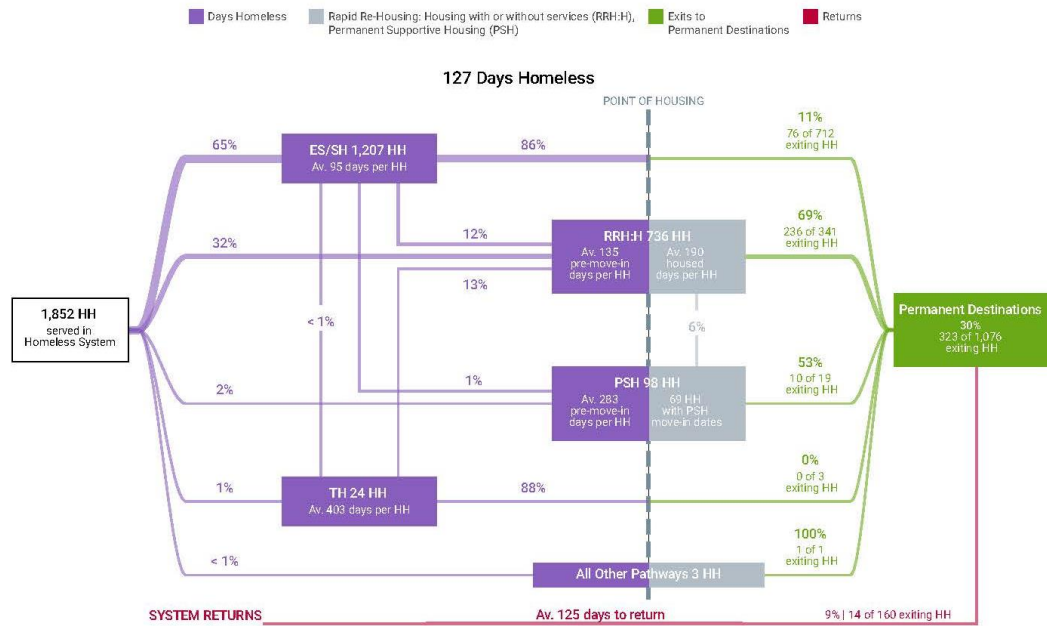 Days Homeless
Rapid Re-Housing: Housing with or without services (RRH:H),
Permanent Supportive Housing (PSH)
Exits to
Permanent Destinations
Returns
127 Days Homeless
POINT OF HOUSING
65%
ES/SH 1,207 HH
Av. 95 days per HH
86%
11%
76 of 712
exiting HH
32%
12%
13%
RRH:H 736 HH
Av. 135
pre-move-in
days per HH
Av. 190
housed
days per HH
69%
236 of 341
exiting HH
1,852 HH
served in
Homeless System
< 1%
6%
Permanent Destinations
30%
323 of 1,076
exiting HH
2%
1%
PSH 98 HH
Av. 283
pre-move-in
days per HH
69 HH
with PSH
move-in dates
53%
10 of 19
exiting HH
1%
TH 24 HH
Av. 403 days per HH
88%
0%
0 of 3
exiting HH
< 1%
All Other Pathways 3 HH
100%
1 of 1
exiting HH
SYSTEM RETURNS
Av. 125 days to return
9% | 14 of 160 exiting HH